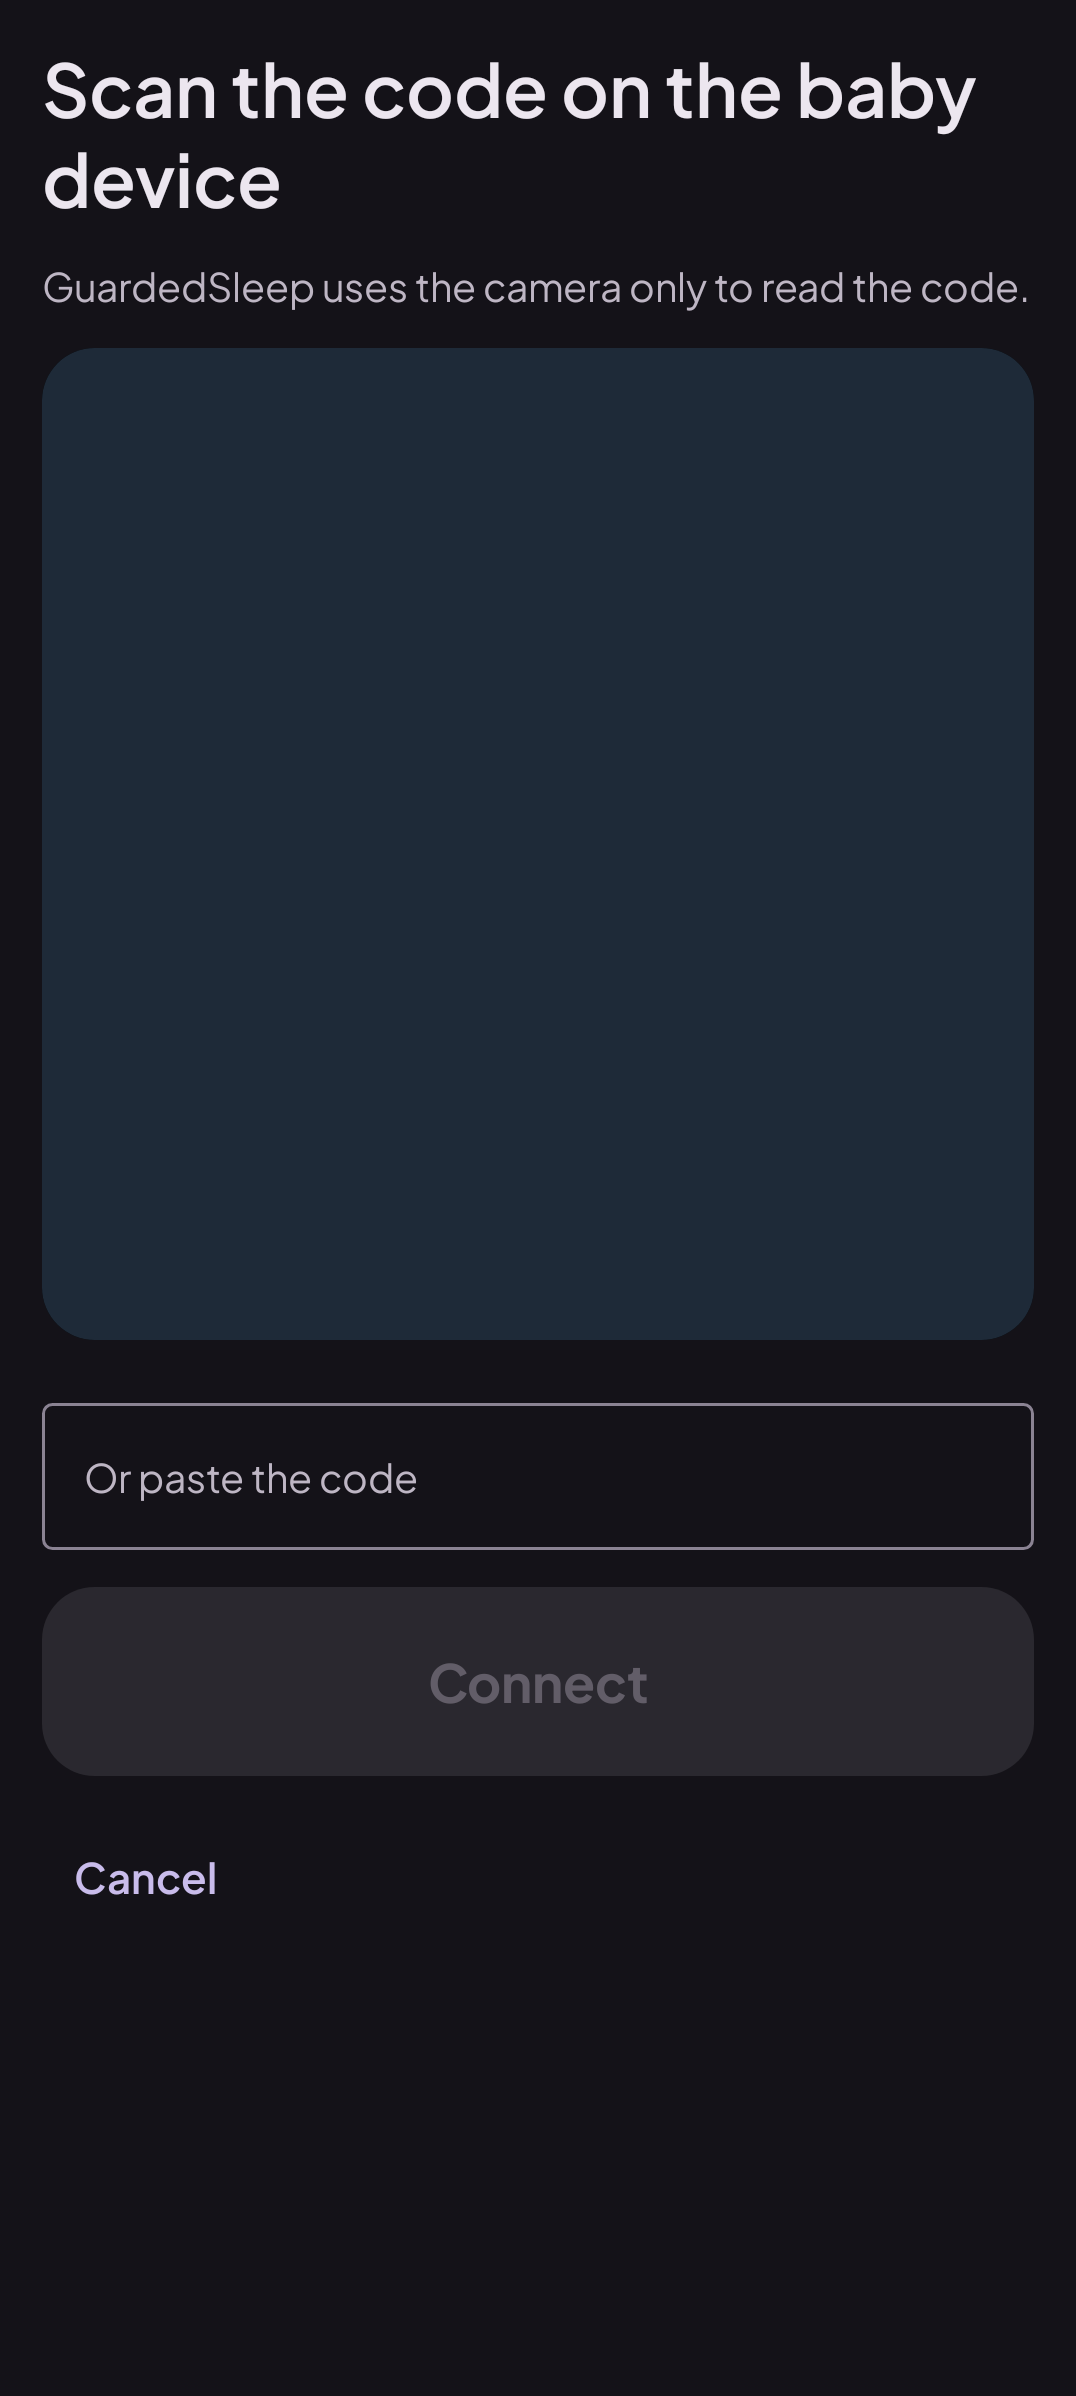 Scan the code on the baby
device
GuardedSleep uses the camera only to read the code.
Or paste the code
Connect
Cancel